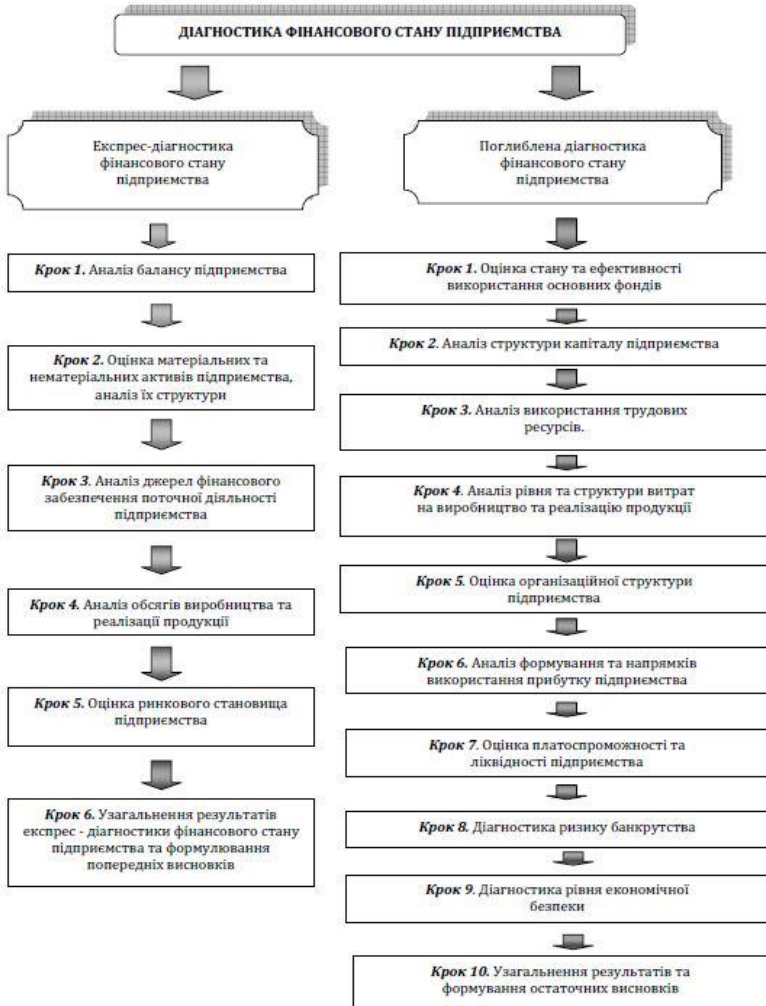 ДІАГНОСТИКА ФІНАНСОВОГО СТАНУ ПІДПРИЄМСТВА
Експрес-діагностика
фінансового стану
підприємства
Крок 1. Аналіз балансу підприємства
Крок 2. Оцінка матеріальних та
нематеріальних активів підприємства,
аналіз їх структури
Крок 3. Аналіз джерел фінансового
забезпечення поточної діяльності
підприємства
Крок 4. Аналіз обсягів виробництва та
реалізації продукції
Крок 5. Оцінка ринкового становища
підприємства
Крок 6. Узагальнення результатів
експрес - діагностики фінансового стану
підприємства та формулювання
попередніх висновків
Поглиблена діагностика
фінансового стану
підприємства
Крок 1. Оцінка стану та ефективності
використання основних фондів
Крок 2. Аналіз структури капіталу підприємства
Крок 3. Аналіз використання трудових
ресурсів.
Крок 4. Аналіз рівня та структури витрат
на виробництво та реалізацію продукції
Крок 5. Оцінка організаційної структури
підприємства
Крок 6. Аналіз формування та напрямків
використання прибутку підприємства
Крок 7. Оцінка платоспроможності та
ліквідності підприємства
Крок 8. Діагностика ризику банкрутства
Крок 9. Діагностика рівня економічної
безпеки
Крок 10. Узагальнення результатів та
формування остаточних висновків